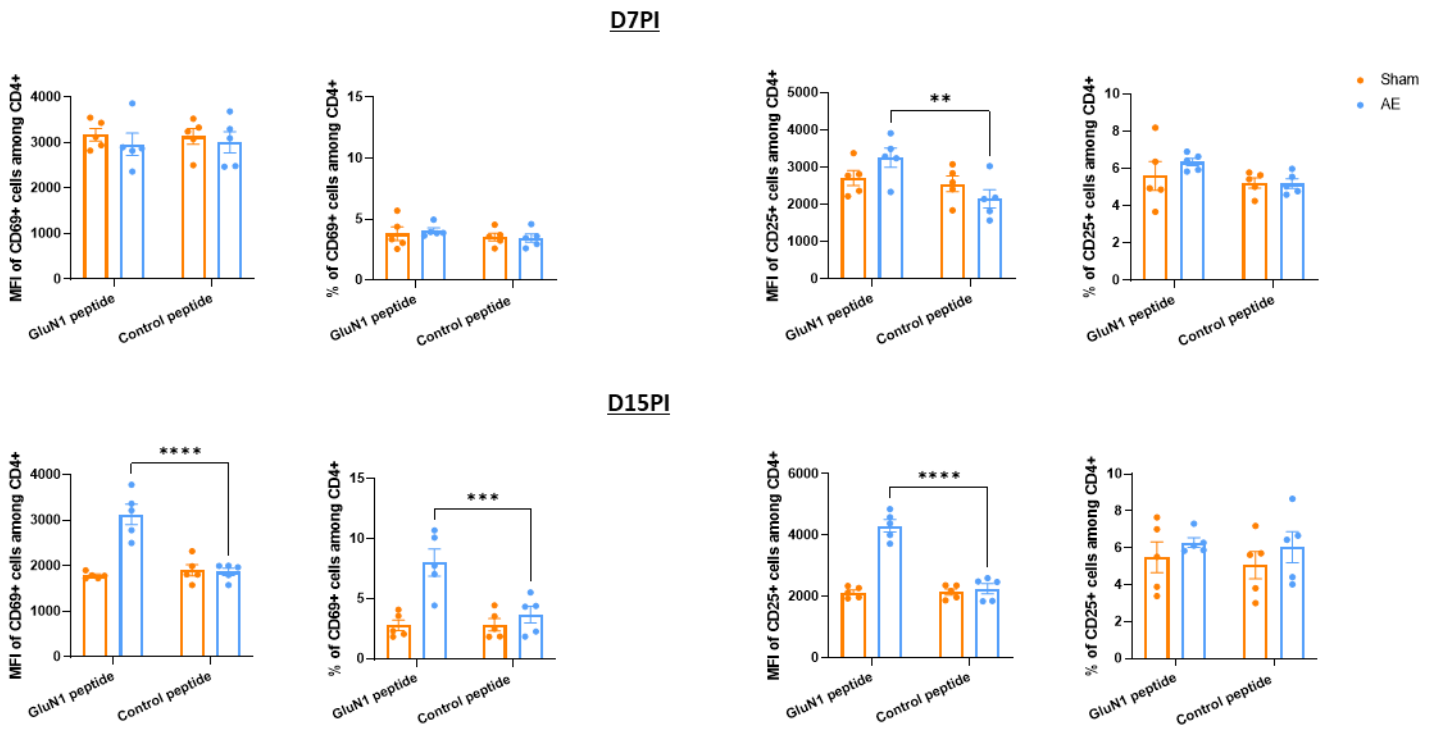 D7PI
MFI of CD69+ cells among CD4+
4000
3000
2000
1000
0
GluN1 peptide
Control peptide
% of CD69+ cells among CD4+
15
10
5
0
GluN1 peptide
Control peptide
MFI of CD25+ cells among CD4+
5000
4000
3000
2000
1000
0
**
GluN1 peptide
Control peptide
% of CD25+ cells among CD4+
10
8
6
4
2
0
GluN1 peptide
Control peptide
Sham
AE
D15PI
MFI of CD69+ cells among CD4+
4000
3000
2000
1000
0
****
GluN1 peptide
Control peptide
% of CD69+ cells among CD4+
15
10
5
0
***
GluN1 peptide
Control peptide
MFI of CD25+ cells among CD4+
6000
4000
2000
0
****
GluN1 peptide
Control peptide
% of CD25+ cells among CD4+
10
8
6
4
2
0
GluN1 peptide
Control peptide